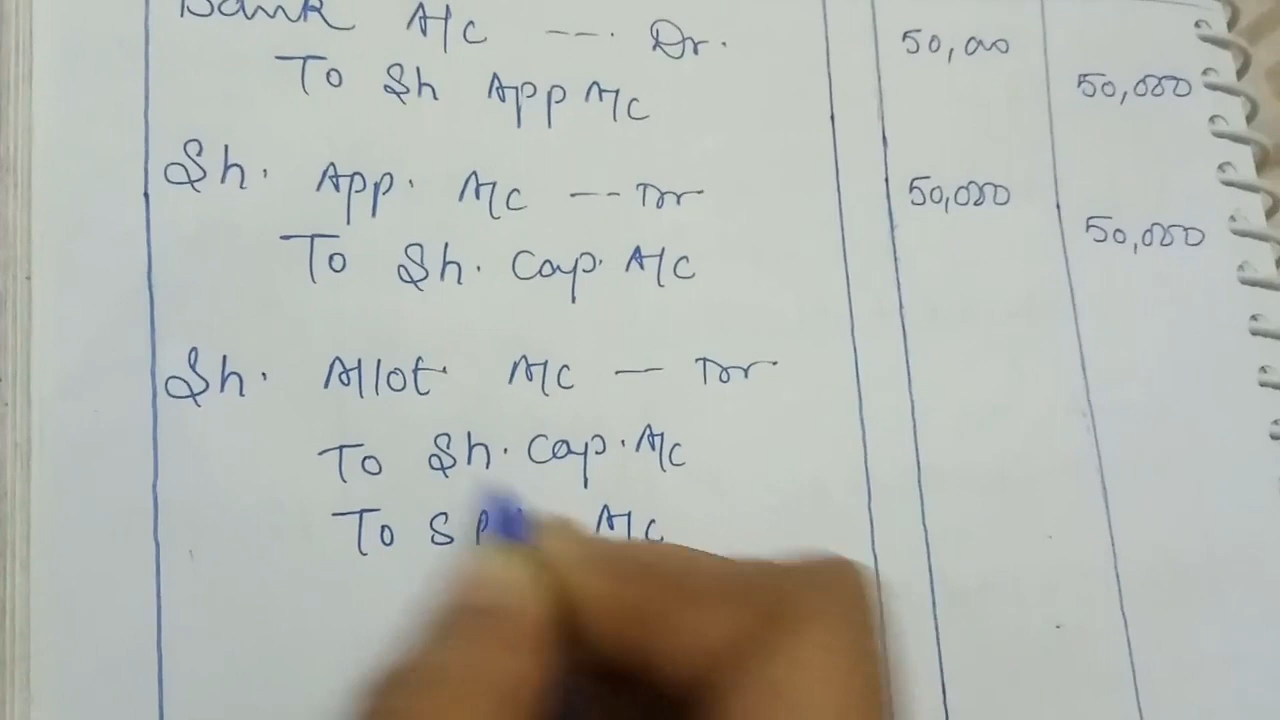 Bank A/c --- Dr. 50,000
To Sh App A/c 50,000
Sh. App. A/c -- Dr 50,000
To Sh. Cap. A/c 50,000
Sh. Allot A/c - Dr
To Sh. Cap. A/c
To S A/c